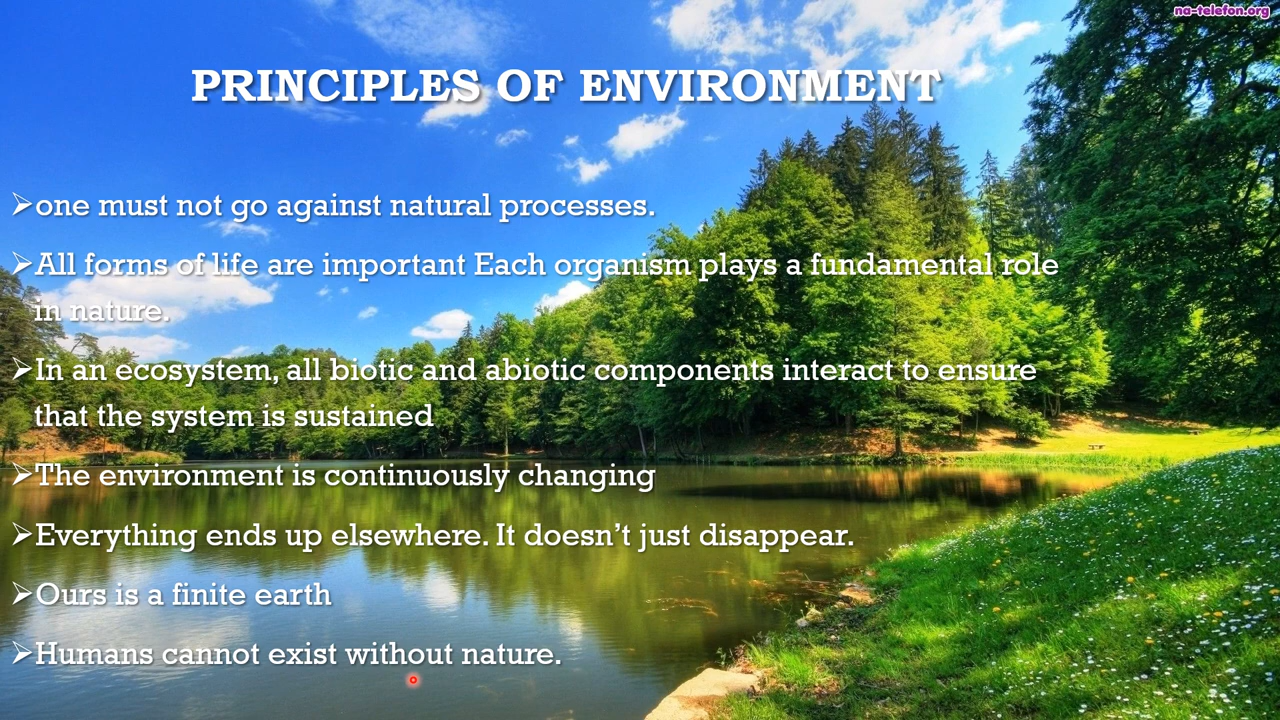 na-telefon.org
PRINCIPLES OF ENVIRONMENT
➢one must not go against natural processes.
➢All forms of life are important Each organism plays a fundamental role
in nature.
➢In an ecosystem, all biotic and abiotic components interact to ensure
that the system is sustained
➢The environment is continuously changing
➢Everything ends up elsewhere. It doesn’t just disappear.
➢Ours is a finite earth
➢Humans cannot exist without nature.